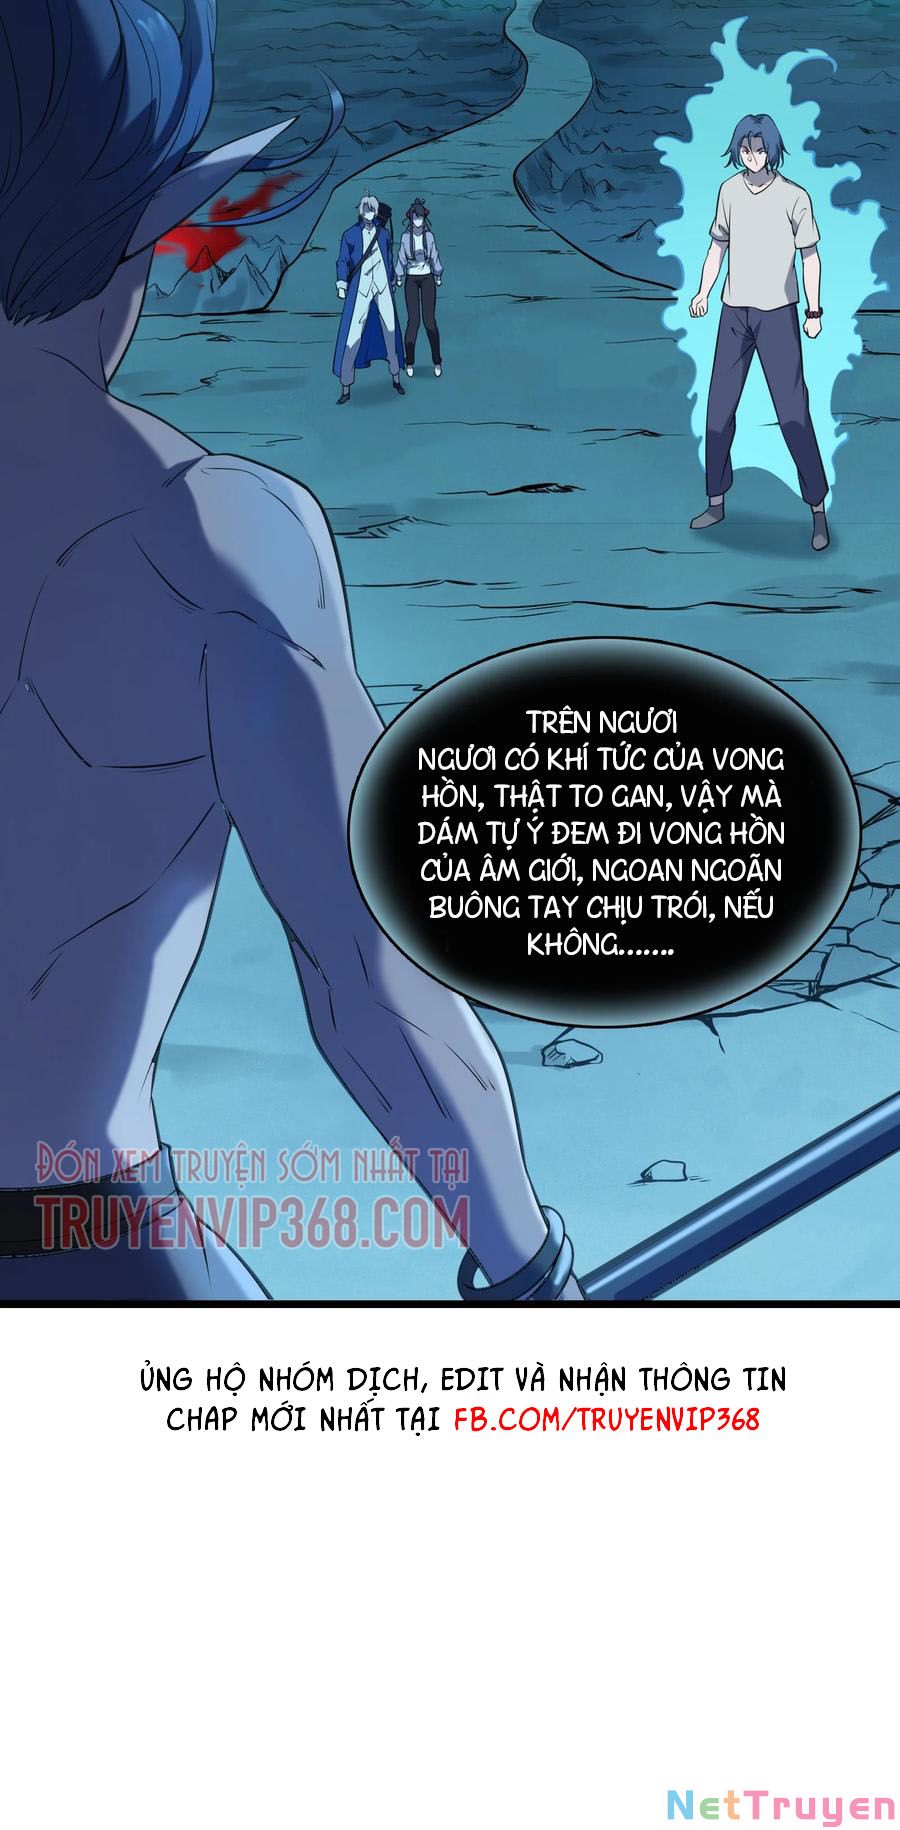 TRÊN NGƯƠI
NGƯƠI CÓ KHÍ TỨC CỦA VONG
HỒN, THẬT TO GAN, VẬY MÀ
DÁM TỰ Ý ĐEM ĐI VONG HỒN
CỦA ÂM GIỚI, NGOAN NGOÃN
BUÔNG TAY CHỊU TRÓI, NẾU
KHÔNG.......
ĐÓN XEM TRUYỆN SỚM NHẤT TẠI
TRUYENVIP368.COM
ỦNG HỘ NHÓM DỊCH, EDIT VÀ NHẬN THÔNG TIN
CHAP MỚI NHẤT TẠI FB.COM/TRUYENVIP368
NetTruyen